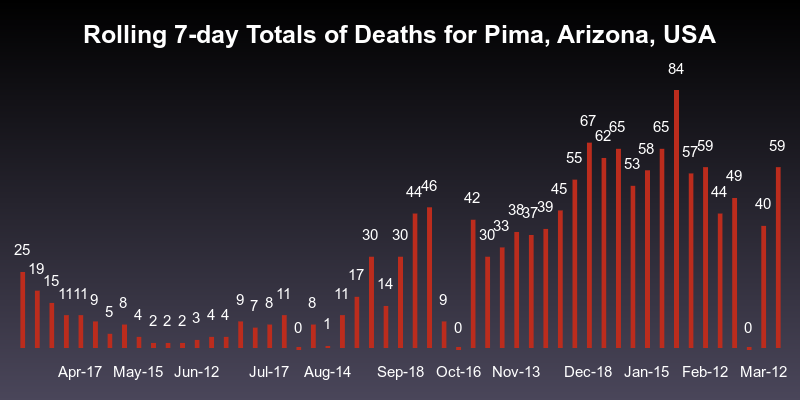 Rolling 7-day Totals of Deaths for Pima, Arizona, USA
25 19 15 11 11 9 5 8 4 2 2 2 3 4 4 9 7 8 11 0 8 1 11 17 30 14 30 44 46 9 0 42 30 33 38 37 39 45 55 67 62 65 53 58 65 84 57 59 44 49 0 40 59
Apr-17 May-15 Jun-12 Jul-17 Aug-14 Sep-18 Oct-16 Nov-13 Dec-18 Jan-15 Feb-12 Mar-12